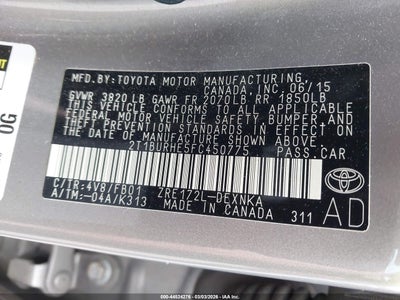 MFD.BY:TOYOTA MOTOR MANUFACTURING,
CANADA,INC. 06/15
GVWR 3820 LB GAWR FR 2070LB RR 1850LB
THIS VEHICLE CONFORMS TO ALL APPLICABLE
FEDERAL MOTOR VEHICLE SAFETY, BUMPER, AND
THEFT PREVENTION STANDARDS IN EFFECT ON
THE DATE OF MANUFACTURE SHOWN ABOVE.
2T1BURHE5FC450775 PASS.CAR
C/TR:4V8/FB01
A/TM:-04A/K313
ZRE172L-DEXNKA
MADE IN CANADA 311
TOYOTA
AD
0G